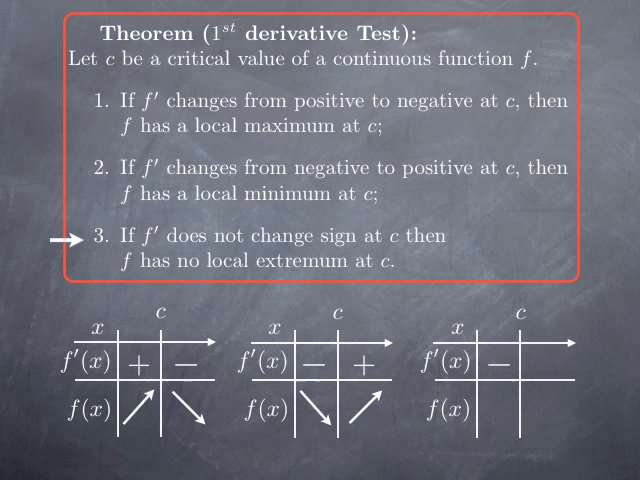 Theorem (1st derivative Test):
Let c be a critical value of a continuous function f.
1. If f′ changes from positive to negative at c, then
f has a local maximum at c;
2. If f′ changes from negative to positive at c, then
f has a local minimum at c;
3. If f′ does not change sign at c then
f has no local extremum at c.
c c c
x x x
f′(x) + − f′(x) − + f′(x) −
f(x) f(x) f(x)